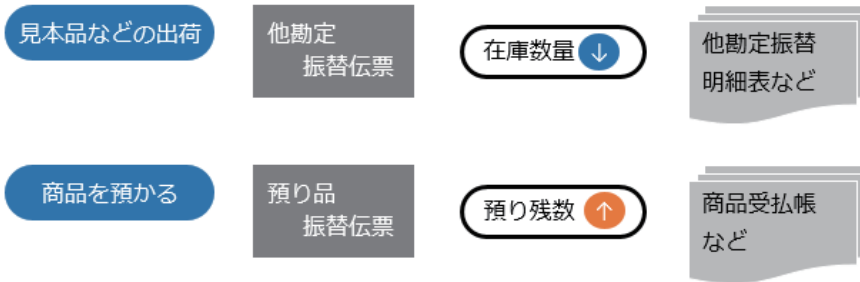 見本品などの出荷
他勘定
振替伝票
在庫数量
↓
他勘定振替
明細表など
商品を預かる
預り品
振替伝票
預り残数
↑
商品受払帳
など